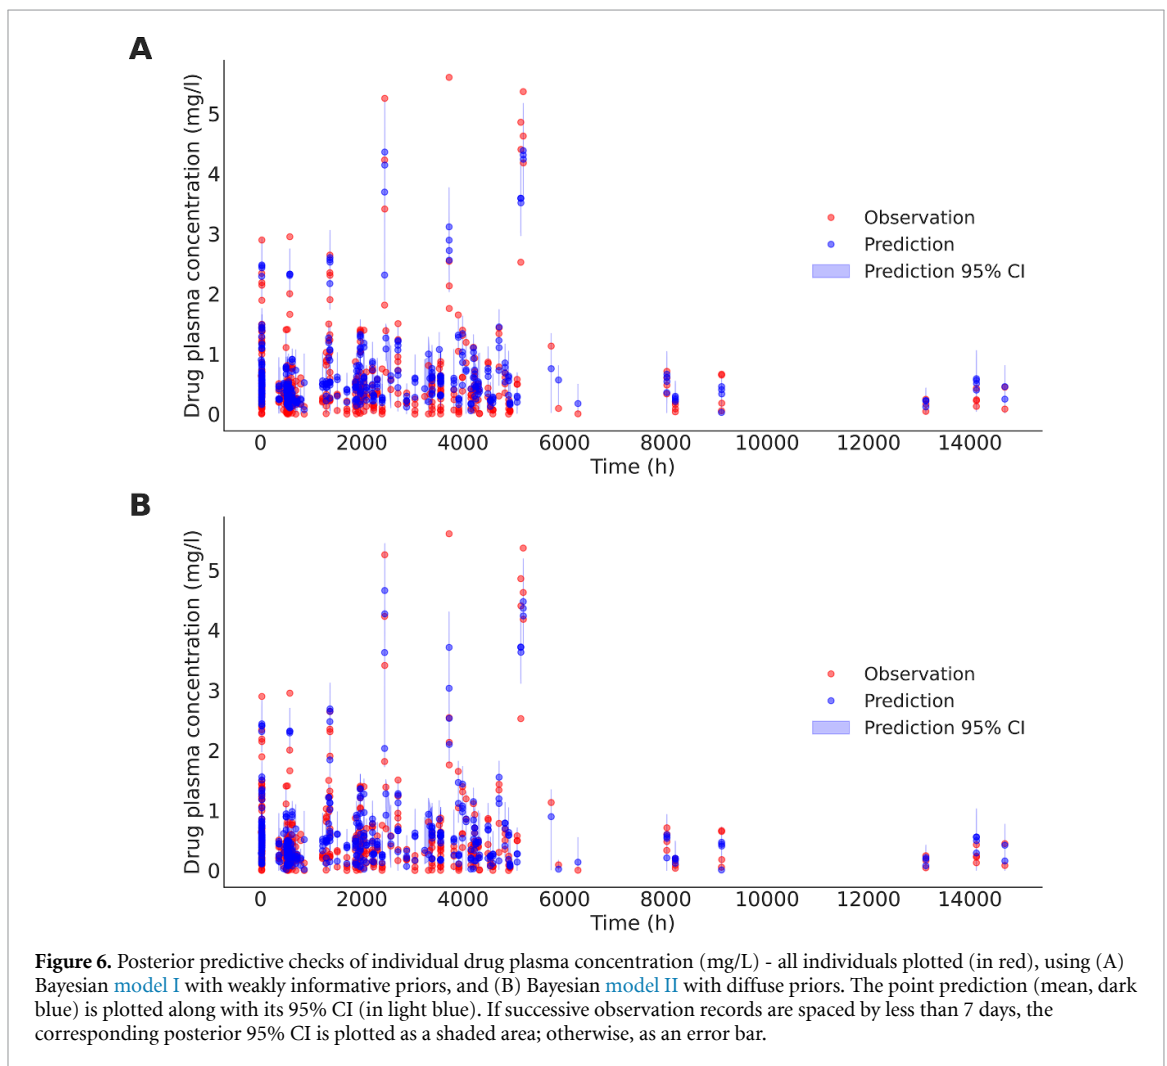 A
Drug plasma concentration (mg/l)
5
4
3
2
1
0
0 2000 4000 6000 8000 10000 12000 14000
Time (h)
Observation
Prediction
Prediction 95% CI
B
Drug plasma concentration (mg/l)
5
4
3
2
1
0
0 2000 4000 6000 8000 10000 12000 14000
Time (h)
Observation
Prediction
Prediction 95% CI
Figure 6. Posterior predictive checks of individual drug plasma concentration (mg/L) - all individuals plotted (in red), using (A)
Bayesian model I with weakly informative priors, and (B) Bayesian model II with diffuse priors. The point prediction (mean, dark
blue) is plotted along with its 95% CI (in light blue). If successive observation records are spaced by less than 7 days, the
corresponding posterior 95% CI is plotted as a shaded area; otherwise, as an error bar.